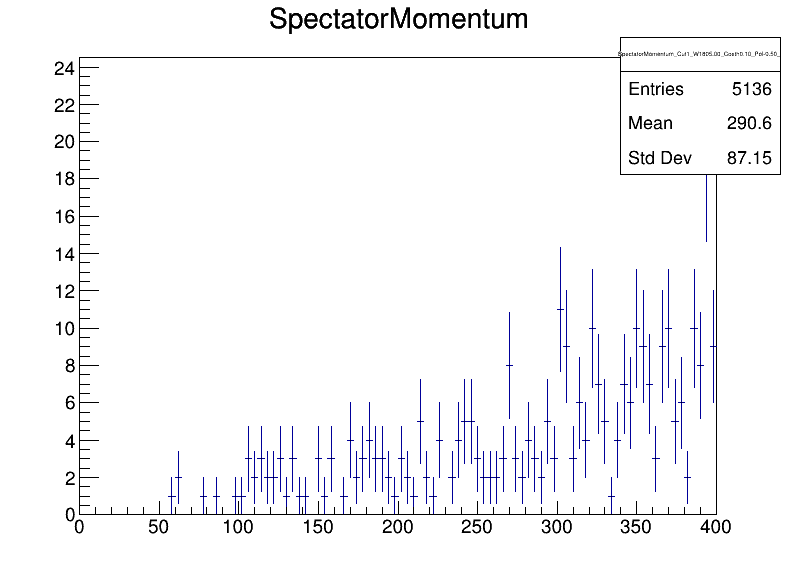 SpectatorMomentum
SpectatorMomentum_Cut1_W1805.00_Costh0.10_Pol-0.50_
Entries 5136
Mean 290.6
Std Dev 87.15
24
22
20
18
16
14
12
10
8
6
4
2
0
0 50 100 150 200 250 300 350 400